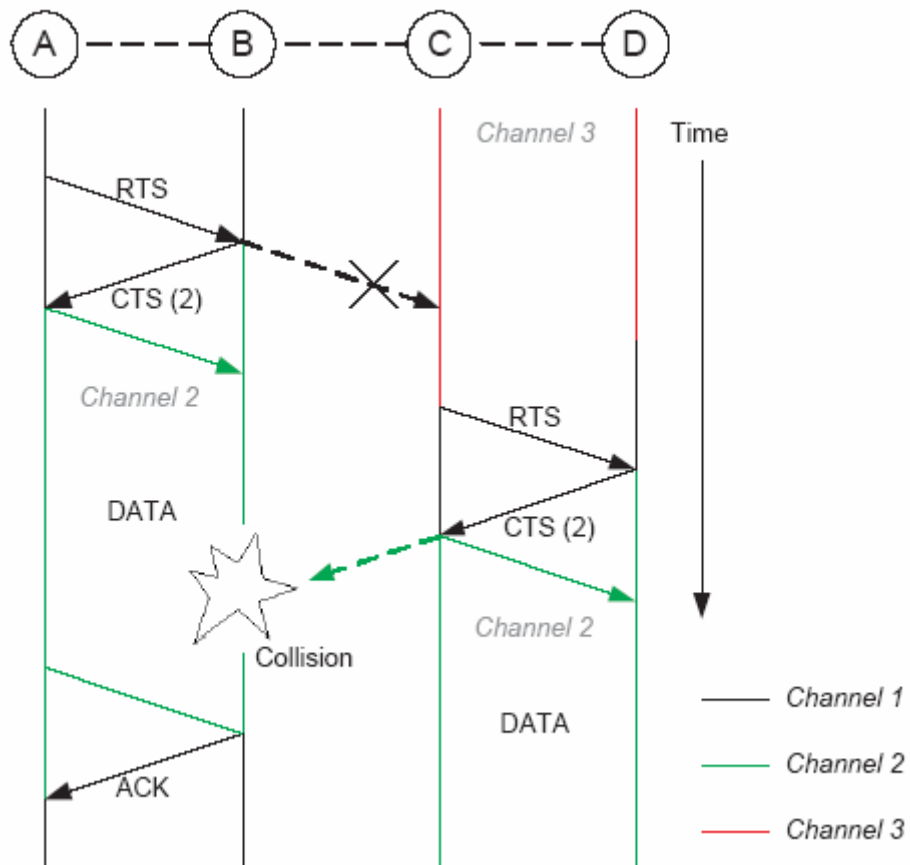 A
B
C
D
Channel 3
Time
RTS
CTS (2)
Channel 2
RTS
DATA
CTS (2)
Channel 2
Collision
Channel 1
DATA
Channel 2
ACK
Channel 3